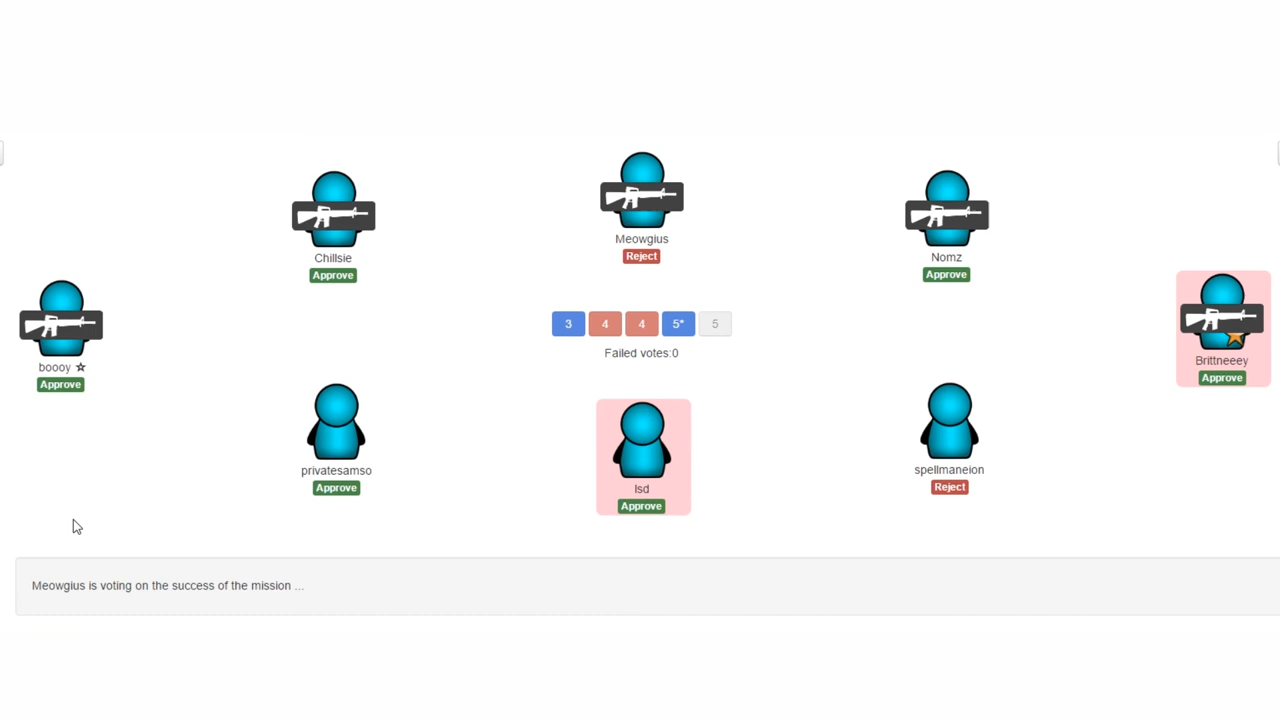 Meowgius
Reject
Chillsie
Approve
Nomz
Approve
3 4 4 5* 5
Failed votes:0
boooy ☆
Approve
Brittneeey
Approve
privatesamso
Approve
lsd
Approve
spellmaneion
Reject
Meowgius is voting on the success of the mission ...